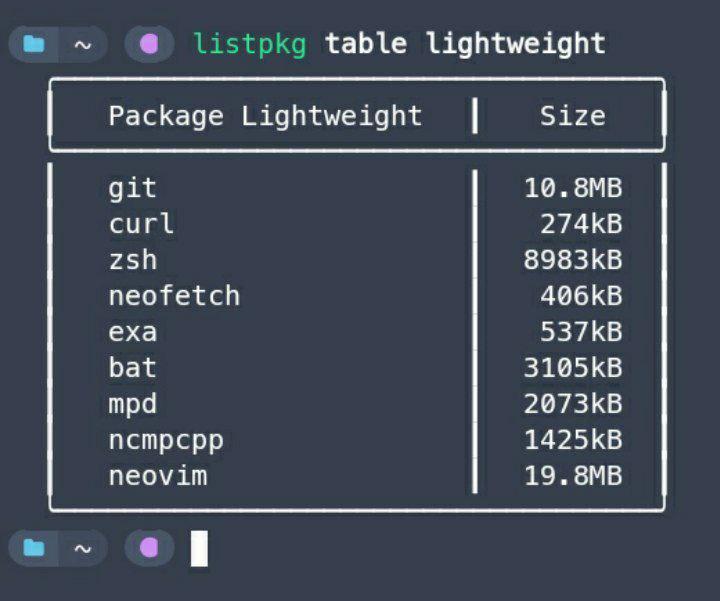 ~ listpkg table lightweight
Package Lightweight | Size
git 10.8MB
curl 274kB
zsh 8983kB
neofetch 406kB
exa 537kB
bat 3105kB
mpd 2073kB
ncmpcpp 1425kB
neovim 19.8MB
~